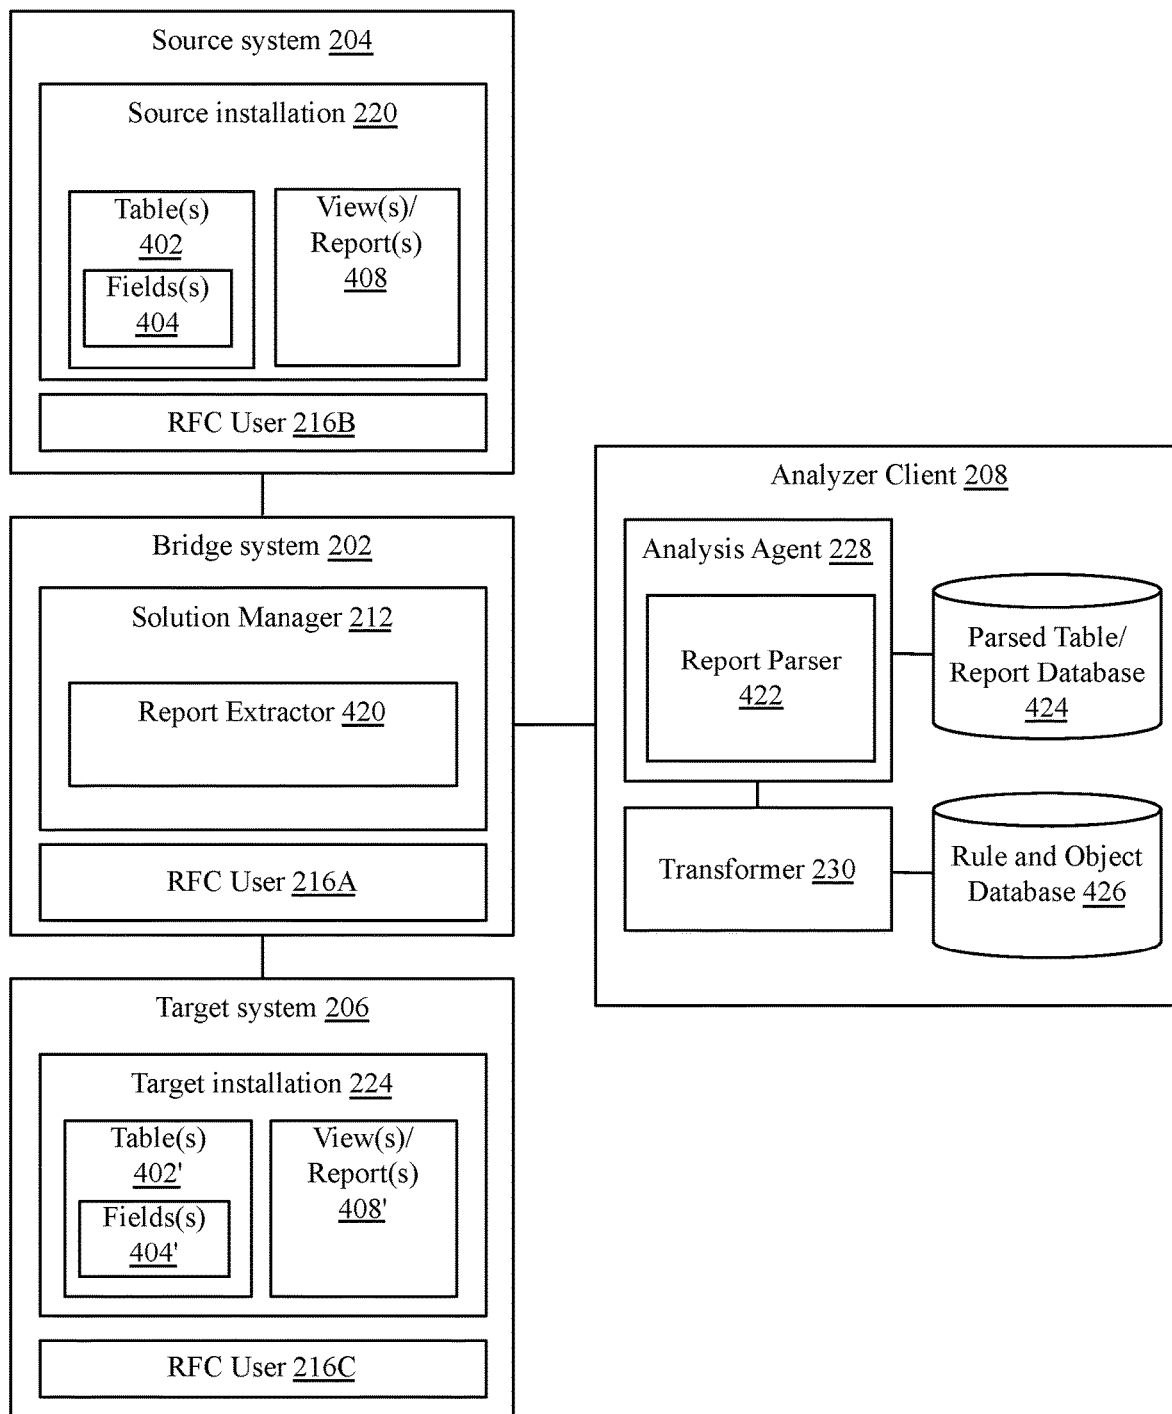 Source system 204
Source installation 220
Table(s)
402
Fields(s)
404
View(s)/
Report(s)
408
RFC User 216B
Bridge system 202
Solution Manager 212
Report Extractor 420
RFC User 216A
Analyzer Client 208
Analysis Agent 228
Report Parser
422
Parsed Table/
Report Database
424
Transformer 230
Rule and Object
Database 426
Target system 206
Target installation 224
Table(s)
402'
Fields(s)
404'
View(s)/
Report(s)
408'
RFC User 216C